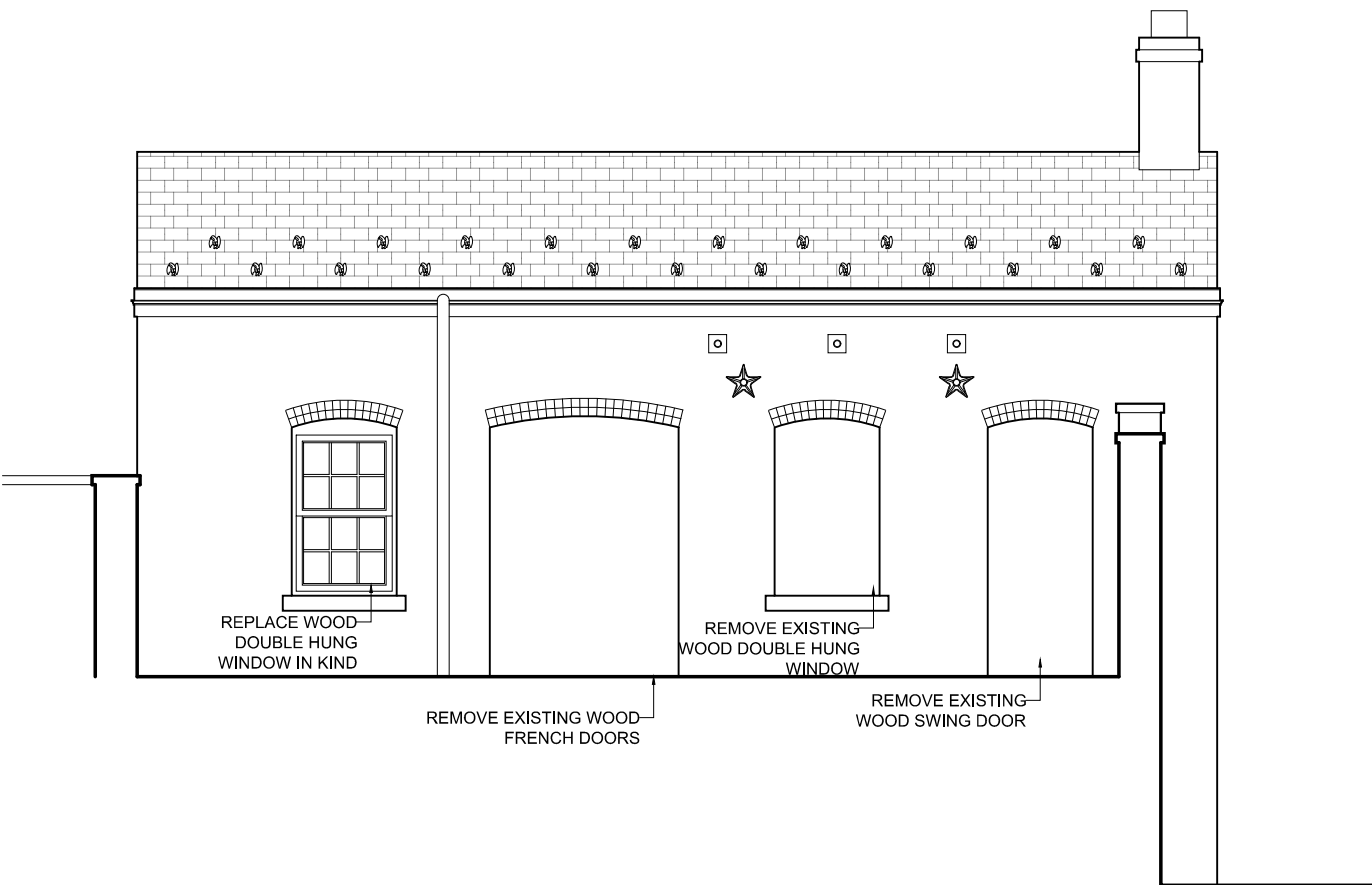 REPLACE WOOD
DOUBLE HUNG
WINDOW IN KIND
REMOVE EXISTING WOOD
FRENCH DOORS
REMOVE EXISTING
WOOD DOUBLE HUNG
WINDOW
REMOVE EXISTING
WOOD SWING DOOR